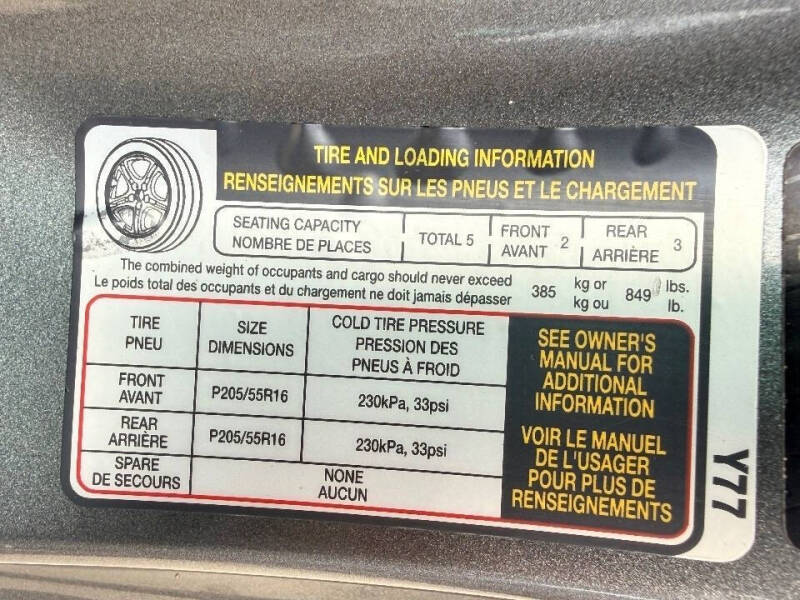 TIRE AND LOADING INFORMATION
RENSEIGNEMENTS SUR LES PNEUS ET LE CHARGEMENT
SEATING CAPACITY
NOMBRE DE PLACES
TOTAL 5
FRONT
AVANT 2
REAR
ARRIÈRE 3
The combined weight of occupants and cargo should never exceed
Le poids total des occupants et du chargement ne doit jamais dépasser
385
kg or
kg ou
849
lbs.
lb.
TIRE
PNEU
SIZE
DIMENSIONS
COLD TIRE PRESSURE
PRESSION DES
PNEUS À FROID
FRONT
AVANT
P205/55R16
230kPa, 33psi
REAR
ARRIÈRE
P205/55R16
230kPa, 33psi
SPARE
DE SECOURS
NONE
AUCUN
SEE OWNER'S
MANUAL FOR
ADDITIONAL
INFORMATION
VOIR LE MANUEL
DE L'USAGER
POUR PLUS DE
RENSEIGNEMENTS
Y77